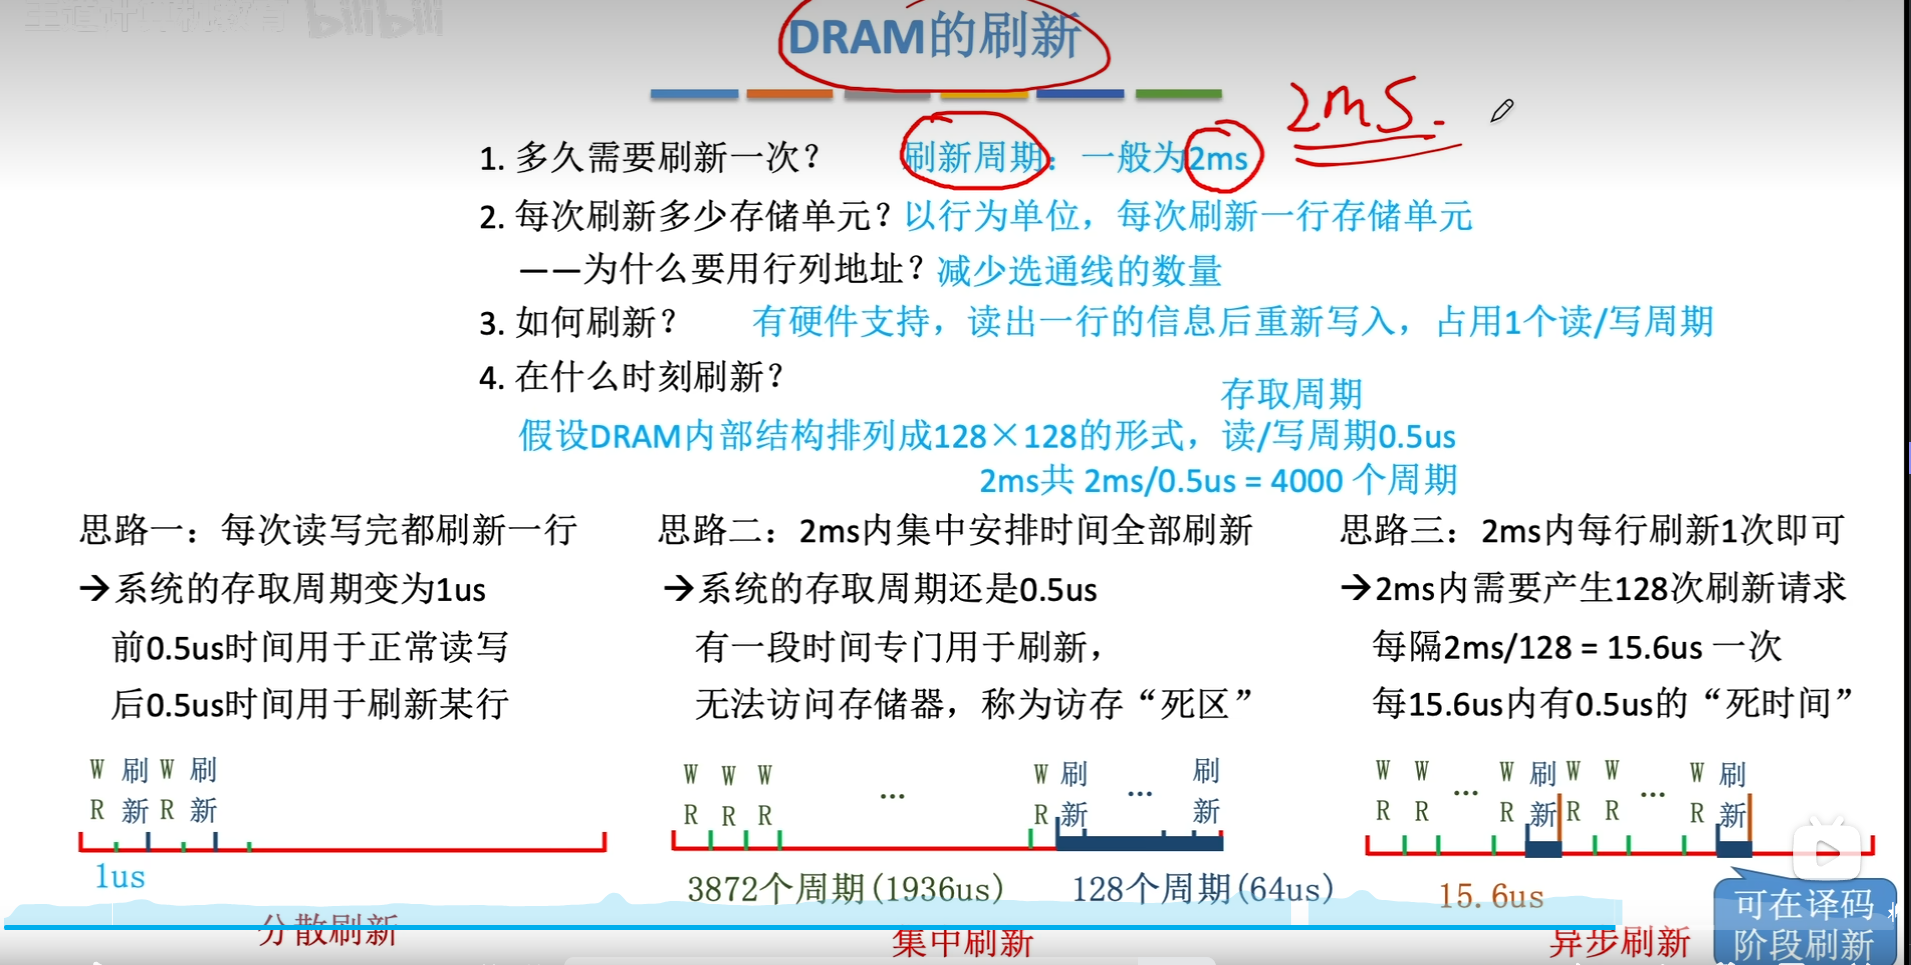 王道计算机教育 bilibili
DRAM的刷新
2ms.
1. 多久需要刷新一次? 刷新周期：一般为2ms
2. 每次刷新多少存储单元? 以行为单位，每次刷新一行存储单元
——为什么要用行列地址? 减少选通线的数量
3. 如何刷新? 有硬件支持，读出一行的信息后重新写入，占用1个读/写周期
4. 在什么时刻刷新?
存取周期
假设DRAM内部结构排列成128×128的形式，读/写周期0.5us
2ms共 2ms/0.5us = 4000 个周期
思路一：每次读写完都刷新一行
→系统的存取周期变为1us
前0.5us时间用于正常读写
后0.5us时间用于刷新某行
W 刷 W 刷
R 新 R 新
1us
分散刷新
思路二：2ms内集中安排时间全部刷新
→系统的存取周期还是0.5us
有一段时间专门用于刷新，
无法访问存储器，称为访存“死区”
W W W ... W 刷 ... 刷
R R R R 新 新
3872个周期(1936us) 128个周期(64us)
集中刷新
思路三：2ms内每行刷新1次即可
→2ms内需要产生128次刷新请求
每隔2ms/128 = 15.6us 一次
每15.6us内有0.5us的“死时间”
W W ... W 刷 W W ... W 刷
R R R 新 R R R 新
15.6us
异步刷新
可在译码
阶段刷新